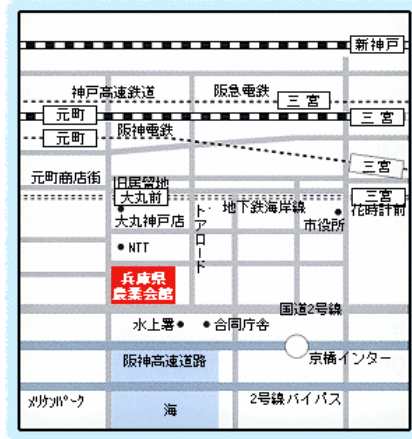 新神戸
神戸高速鉄道
阪急電鉄
三宮
元町
三宮
元町
阪神電鉄
三宮
元町商店街
旧居留地
大丸前
三宮
花時計前
地下鉄海岸線
市役所
大丸神戸店
トアロード
NTT
兵庫県
農業会館
国道2号線
水上署
合同庁舎
阪神高速道路
京橋インター
メリケンパーク
海
2号線バイパス